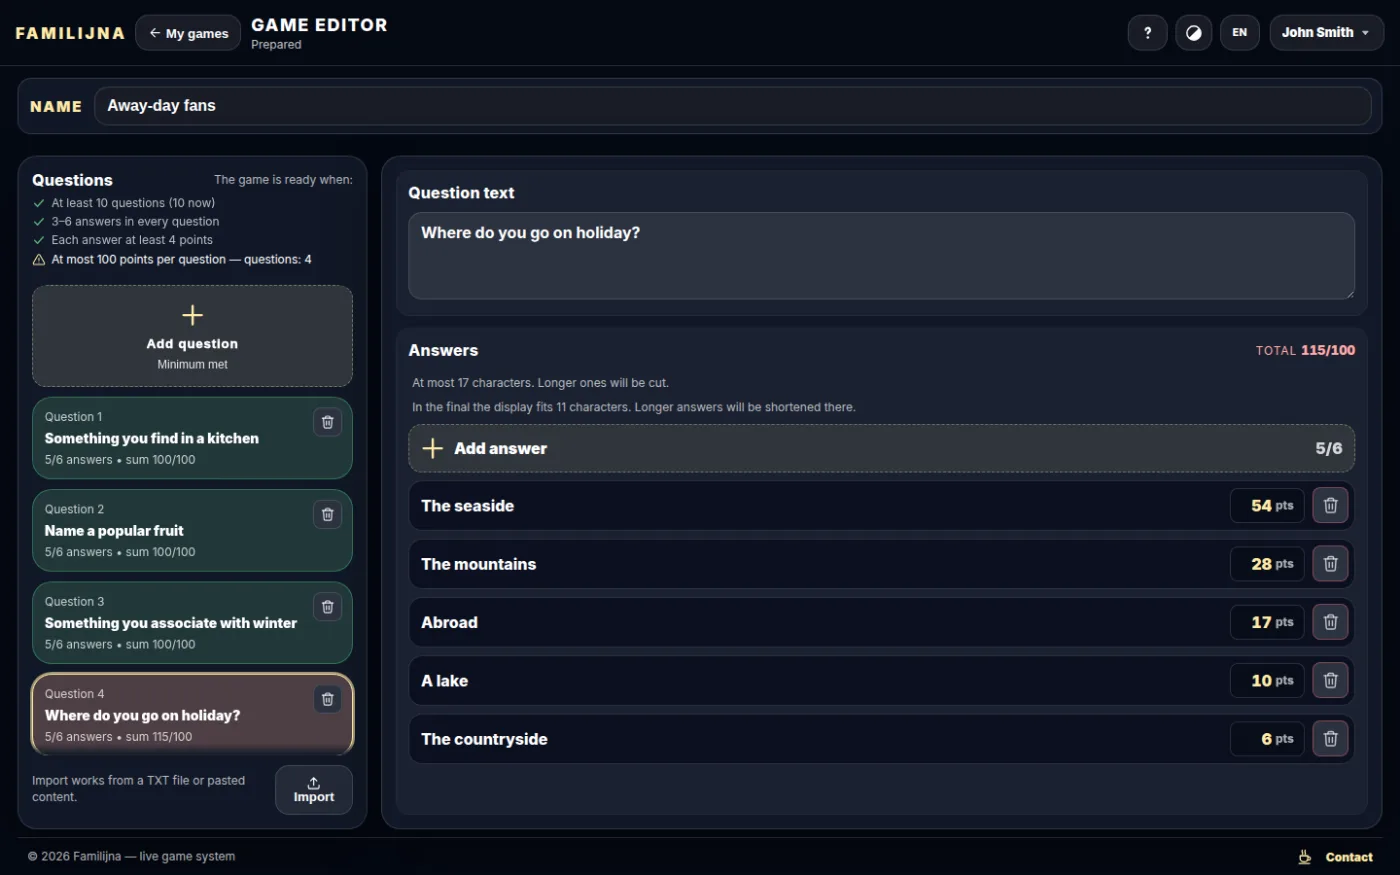 FAMILIJNA
← My games
GAME EDITOR
Prepared
?
EN
John Smith
NAME
Away-day fans
Questions
The game is ready when:
At least 10 questions (10 now)
3–6 answers in every question
Each answer at least 4 points
At most 100 points per question — questions: 4
Add question
Minimum met
Question 1
Something you find in a kitchen
5/6 answers • sum 100/100
Question 2
Name a popular fruit
5/6 answers • sum 100/100
Question 3
Something you associate with winter
5/6 answers • sum 100/100
Question 4
Where do you go on holiday?
5/6 answers • sum 115/100
Import works from a TXT file or pasted
content.
Import
Question text
Where do you go on holiday?
Answers
TOTAL 115/100
At most 17 characters. Longer ones will be cut.
In the final the display fits 11 characters. Longer answers will be shortened there.
Add answer
5/6
The seaside
54 pts
The mountains
28 pts
Abroad
17 pts
A lake
10 pts
The countryside
6 pts
© 2026 Familijna — live game system
Contact